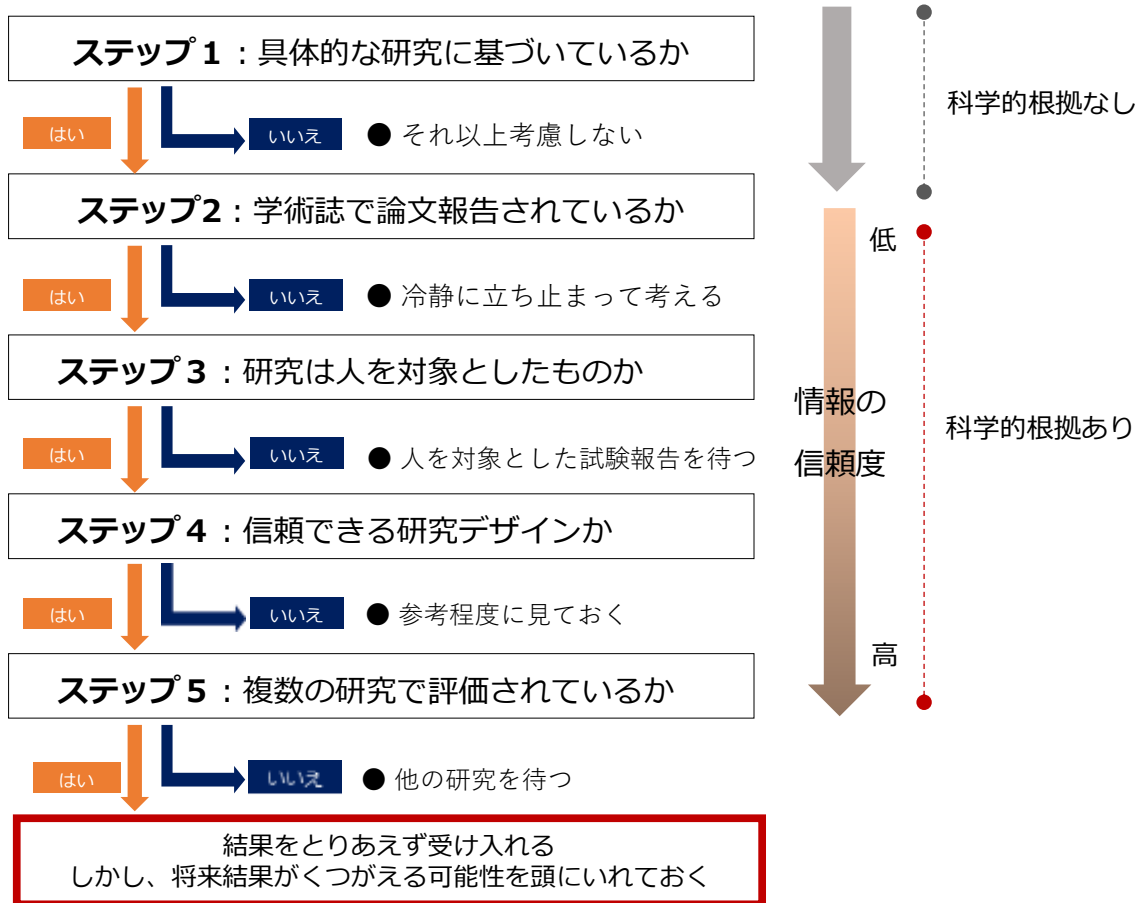 ステップ１：具体的な研究に基づいているか
はい
いいえ
● それ以上考慮しない
ステップ2：学術誌で論文報告されているか
はい
いいえ
● 冷静に立ち止まって考える
ステップ３：研究は人を対象としたものか
はい
いいえ
● 人を対象とした試験報告を待つ
ステップ４：信頼できる研究デザインか
はい
いいえ
● 参考程度に見ておく
ステップ５：複数の研究で評価されているか
はい
いいえ
● 他の研究を待つ
結果をとりあえず受け入れる
しかし、将来結果がくつがえる可能性を頭にいれておく
科学的根拠なし
低
情報の
信頼度
高
科学的根拠あり